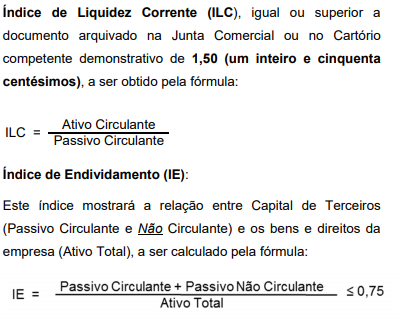 Índice de Liquidez Corrente (ILC), igual ou superior a
documento arquivado na Junta Comercial ou no Cartório
competente demonstrativo de 1,50 (um inteiro e cinquenta
centésimos), a ser obtido pela fórmula:
ILC = Ativo Circulante
Passivo Circulante
Índice de Endividamento (IE):
Este índice mostrará a relação entre Capital de Terceiros
(Passivo Circulante e Não Circulante) e os bens e direitos da
empresa (Ativo Total), a ser calculado pela fórmula:
IE = Passivo Circulante + Passivo Não Circulante ≤ 0,75
Ativo Total